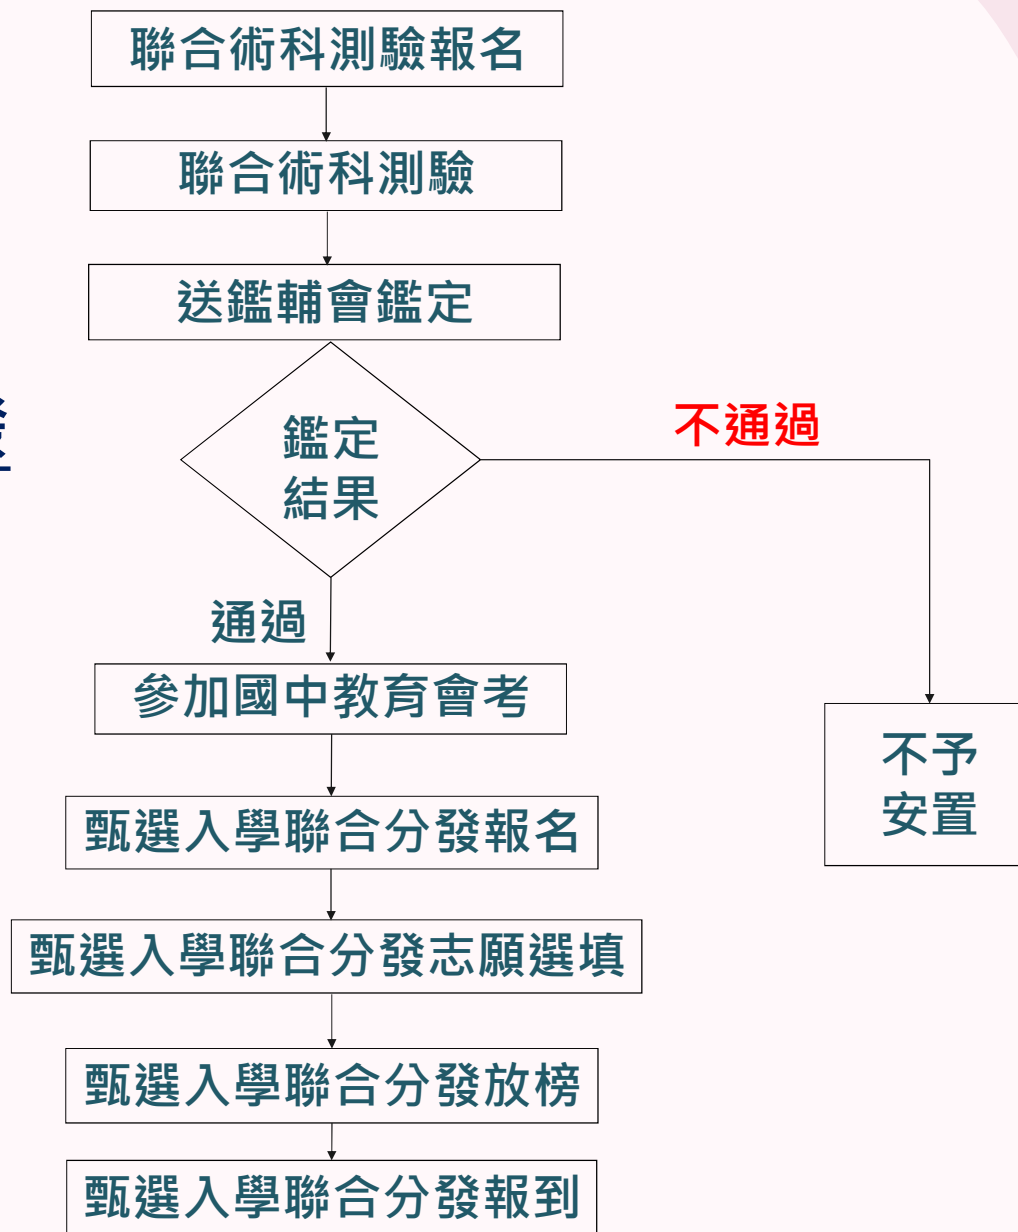 聯合術科測驗報名
聯合術科測驗
送鑑輔會鑑定
鑑定
結果
不通過
通過
參加國中教育會考
不予
安置
甄選入學聯合分發報名
甄選入學聯合分發志願選填
甄選入學聯合分發放榜
甄選入學聯合分發報到